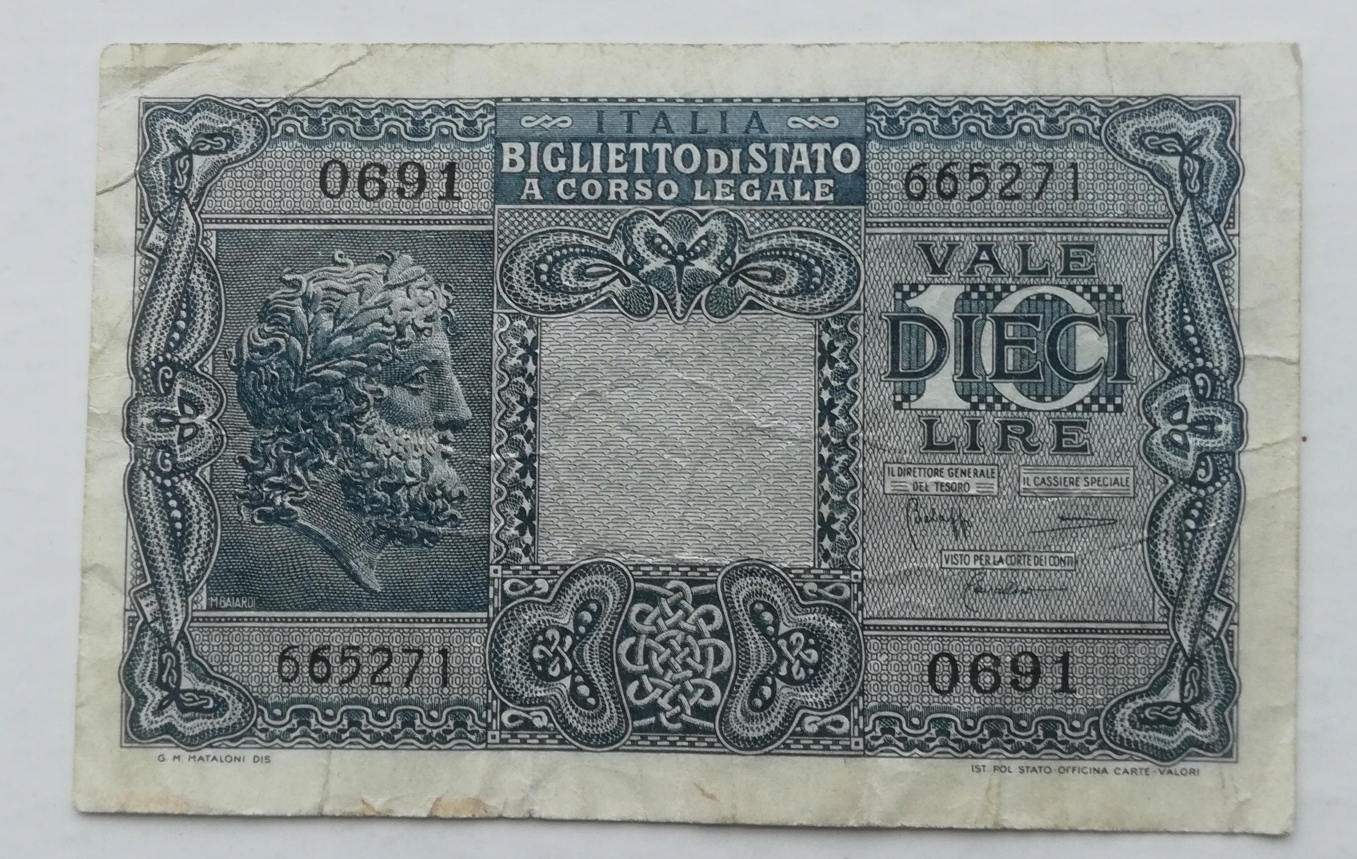 ITALIA
BIGLIETTO DI STATO
A CORSO LEGALE
0691
665271
VALE
10
DIECI
LIRE
IL DIRETTORE GENERALE
DEL TESORO
IL CASSIERE SPECIALE
VISTO PER LA CORTE DEI CONTI
M BAIARDI
665271
0691
G. M. MATALONI DIS
IST. POL STATO-OFFICINA CARTE-VALORI